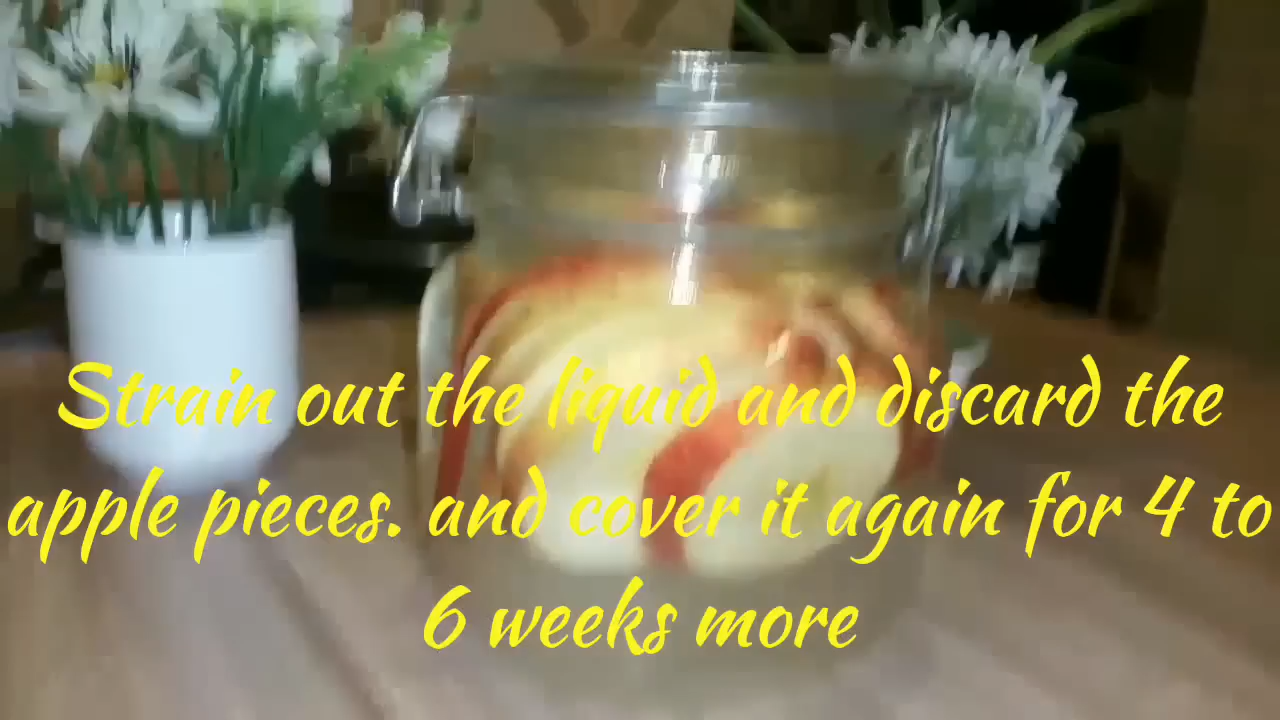 Strain out the liquid and discard the
apple pieces. and cover it again for 4 to
6 weeks more